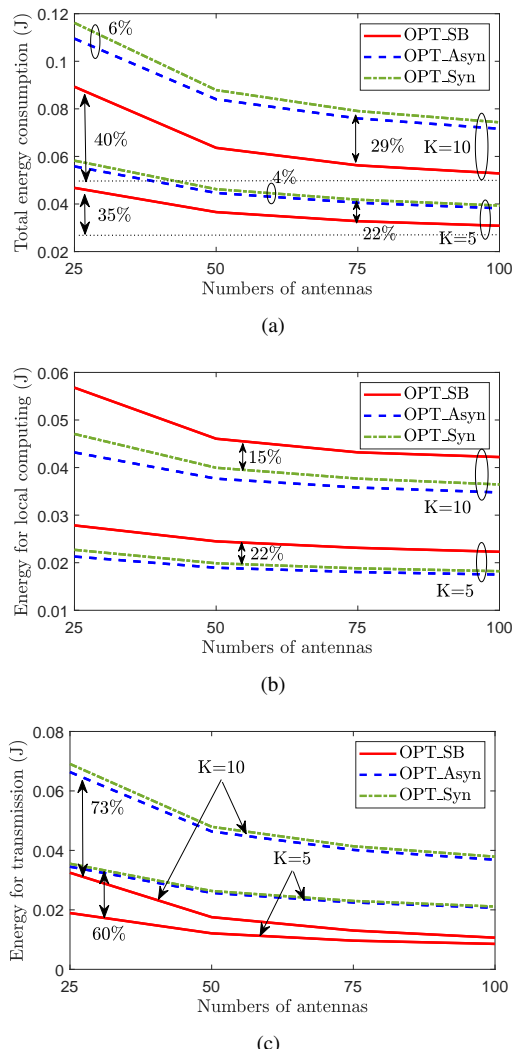 0.12
0.1
0.08
0.06
0.04
0.02
Total energy consumption (J)
6%
40%
35%
4%
29%
22%
K=10
K=5
OPT_SB
OPT_Asyn
OPT_Syn
25 50 75 100
Numbers of antennas
(a)
0.06
0.05
0.04
0.03
0.02
0.01
Energy for local computing (J)
OPT_SB
OPT_Asyn
OPT_Syn
15%
K=10
22%
K=5
25 50 75 100
Numbers of antennas
(b)
0.08
0.06
0.04
0.02
0
Energy for transmission (J)
OPT_SB
OPT_Asyn
OPT_Syn
K=10
73%
K=5
60%
25 50 75 100
Numbers of antennas
(c)